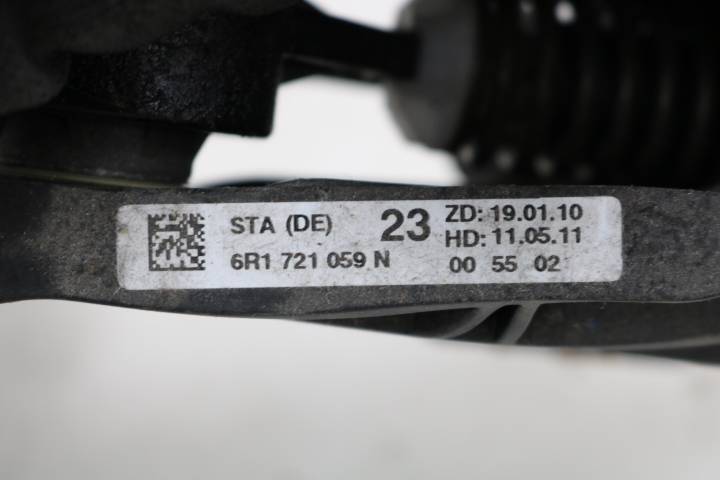 STA (DE) 23 ZD: 19.01.10
HD: 11.05.11
6R1 721 059 N 00 55 02